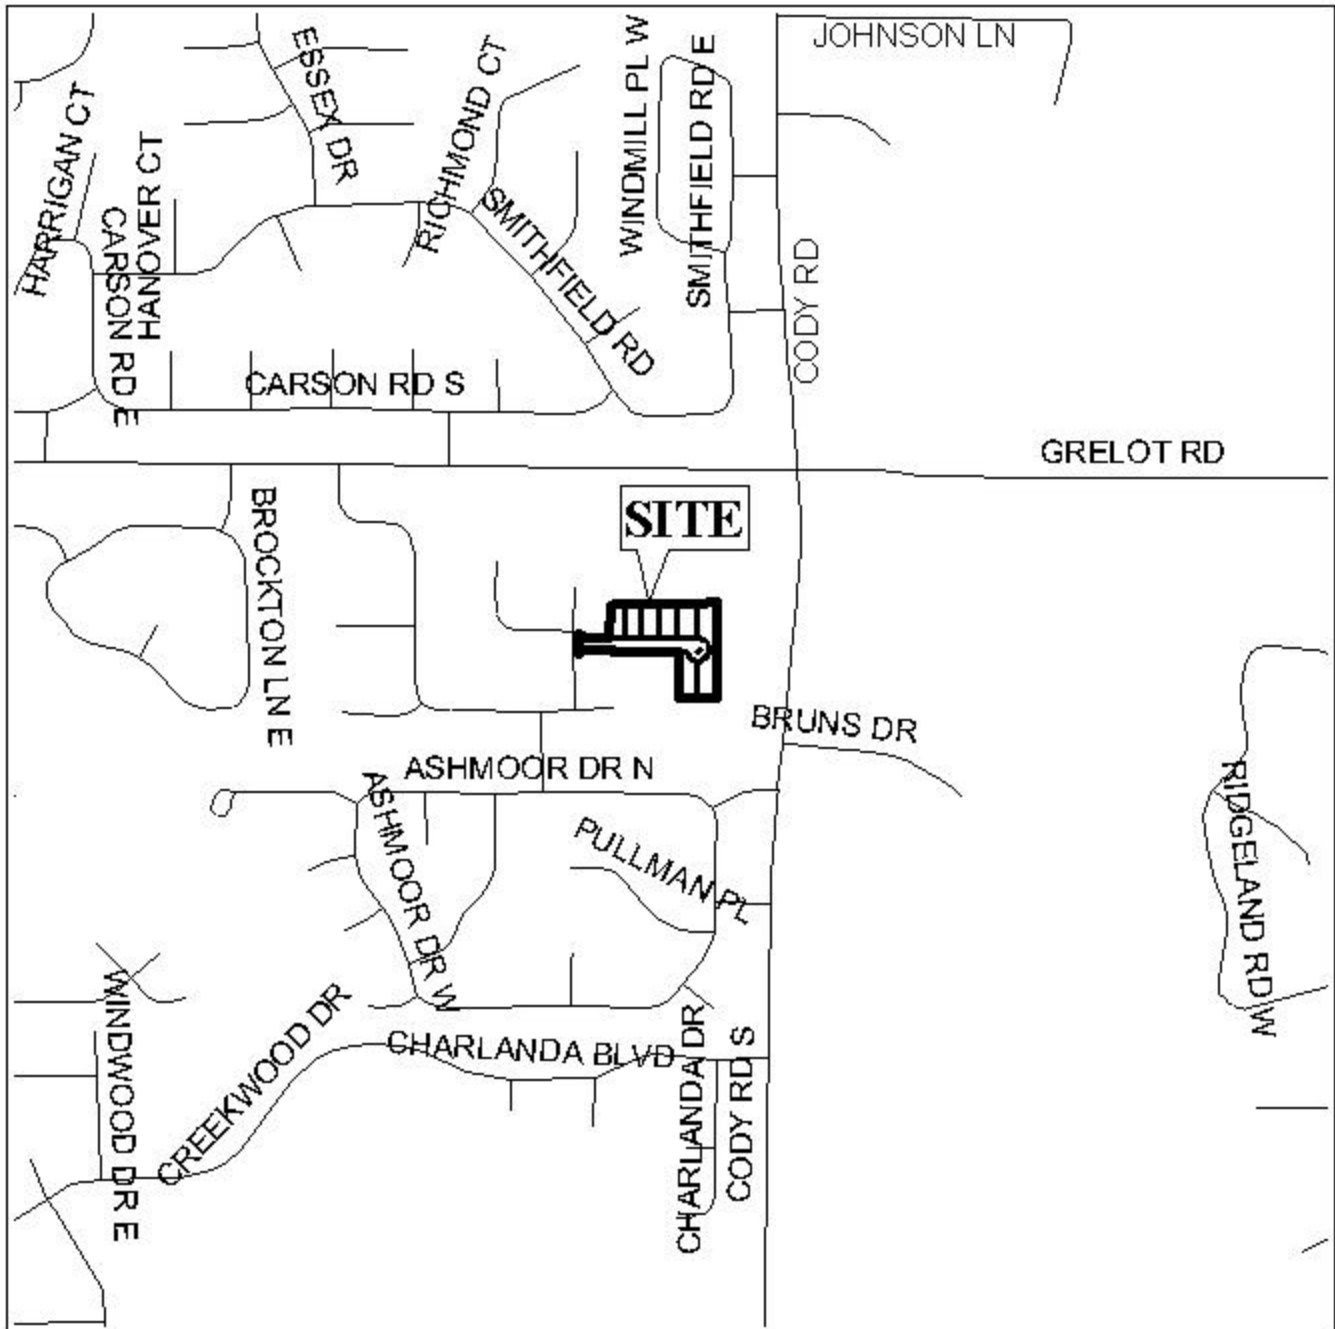 JOHNSON LN
ESSEX DR
RICHMOND CT
WINDMILL PL W
SMITHFIELD RD E
HARRIGAN CT
HANOVER CT
CARSON RD E
SMITHFIELD RD
CODY RD
CARSON RD S
GRELOT RD
SITE
BROCKTON LN E
BRUNS DR
ASHMOOR DR N
ASHMOOR DR W
PULLMAN PL
RIDGELAND RD W
WINDWOOD DR E
CREEKWOOD DR
CHARLANDA BLVD
CHARLANDA DR
CODY RD S